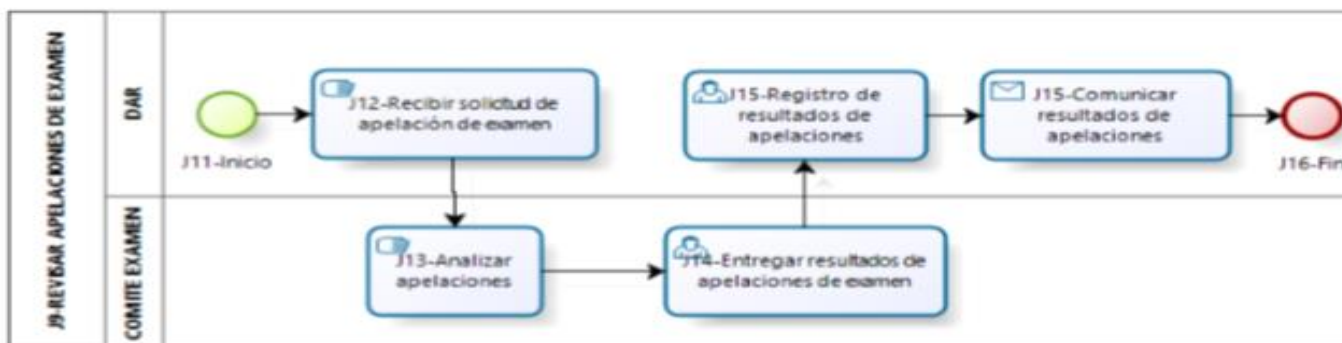 J9-REVISAR APELACIONES DE EXAMEN
DAR
J11-Inicio
J12-Recibir solicitud de
apelación de examen
J15-Registro de
resultados de
apelaciones
J15-Comunicar
resultados de
apelaciones
J16-Fin
COMITE EXAMEN
J13-Analizar
apelaciones
J14-Entregar resultados de
apelaciones de examen